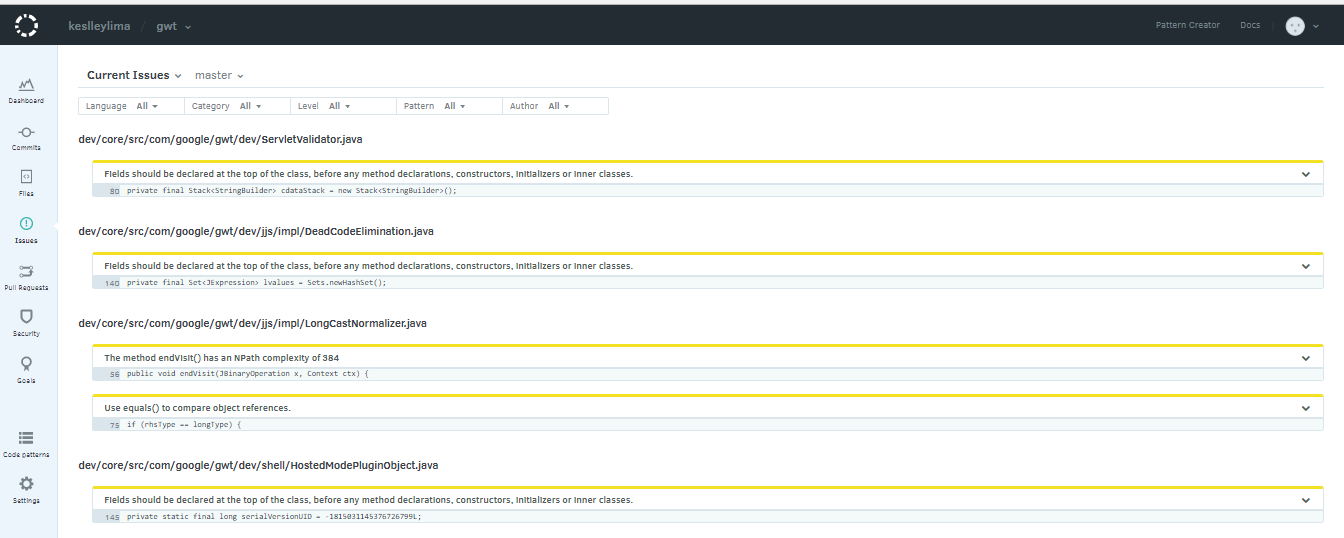 keslleylima / gwt
Pattern Creator
Docs
Dashboard
Commits
Files
Issues
Pull Requests
Security
Goals
Code patterns
Settings
Current Issues
master
Language All
Category All
Level All
Pattern All
Author All
dev/core/src/com/google/gwt/dev/ServletValidator.java
Fields should be declared at the top of the class, before any method declarations, constructors, initializers or inner classes.
80 private final Stack<StringBuilder> cdataStack = new Stack<StringBuilder>();
dev/core/src/com/google/gwt/dev/jjs/impl/DeadCodeElimination.java
Fields should be declared at the top of the class, before any method declarations, constructors, initializers or inner classes.
140 private final Set<JExpression> lvalues = Sets.newHashSet();
dev/core/src/com/google/gwt/dev/jjs/impl/LongCastNormalizer.java
The method endVisit() has an NPath complexity of 384
56 public void endVisit(JBinaryOperation x, Context ctx) {
Use equals() to compare object references.
75 if (rhsType == longType) {
dev/core/src/com/google/gwt/dev/shell/HostedModePluginObject.java
Fields should be declared at the top of the class, before any method declarations, constructors, initializers or inner classes.
145 private static final long serialVersionUID = -1815031145376726799L;